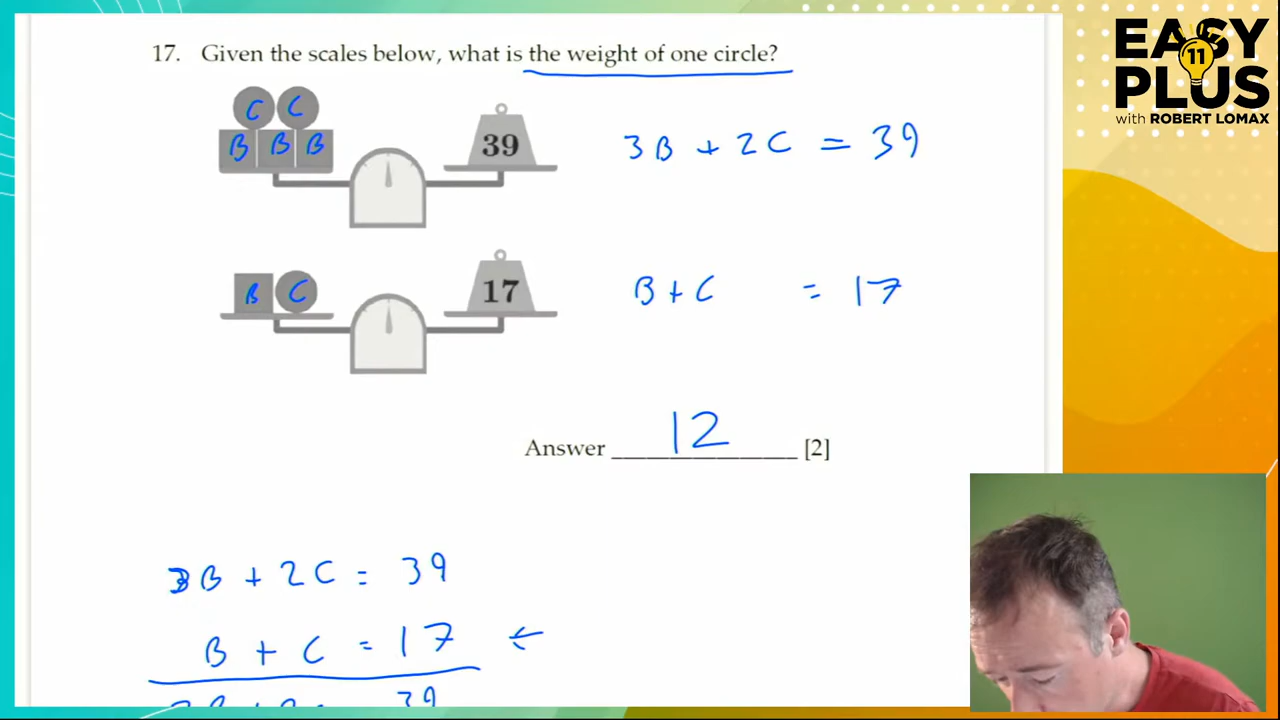 17. Given the scales below, what is the weight of one circle?
C C
B B B
39
3B + 2C = 39
B C
17
B + C = 17
Answer 12 [2]
3B + 2C = 39
B + C = 17 ←
39
EASY
11
PLUS
with ROBERT LOMAX